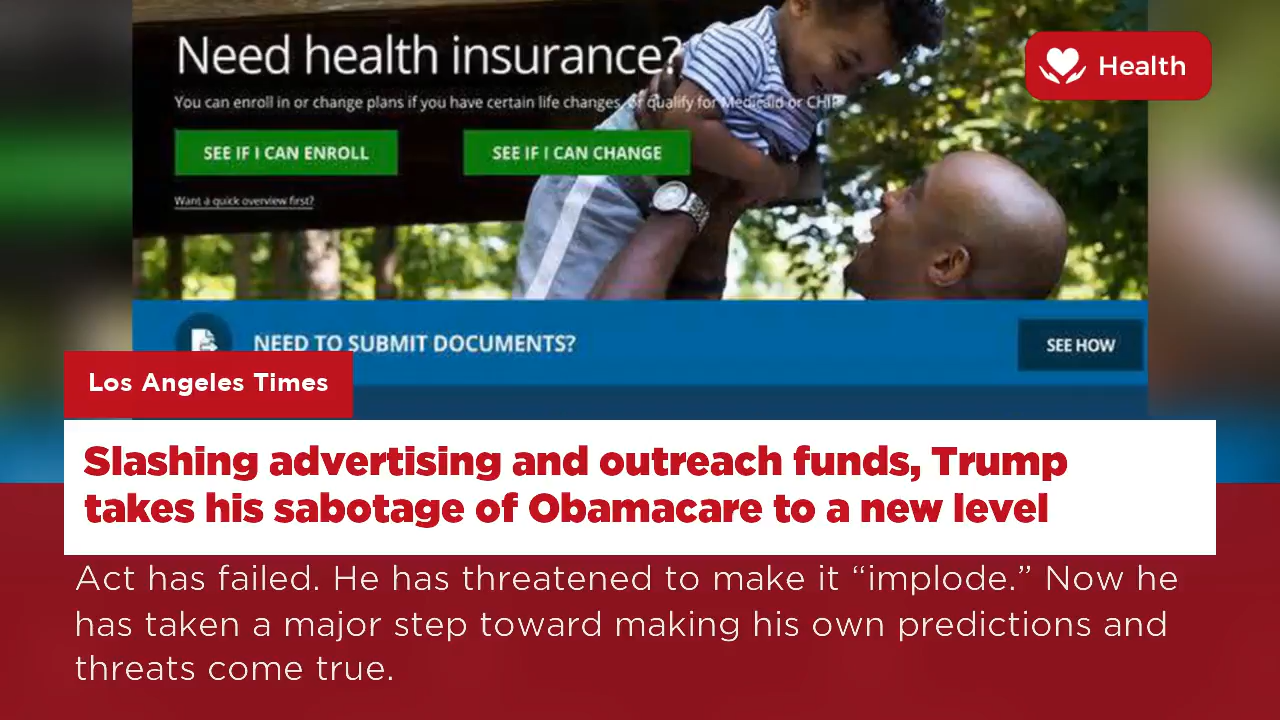 Need health insurance?
Health
You can enroll in or change plans if you have certain life changes, or qualify for Medicaid or CHIP.
SEE IF I CAN ENROLL
SEE IF I CAN CHANGE
Want a quick overview first?
NEED TO SUBMIT DOCUMENTS?
SEE HOW
Los Angeles Times
Slashing advertising and outreach funds, Trump
takes his sabotage of Obamacare to a new level
Act has failed. He has threatened to make it “implode.” Now he
has taken a major step toward making his own predictions and
threats come true.